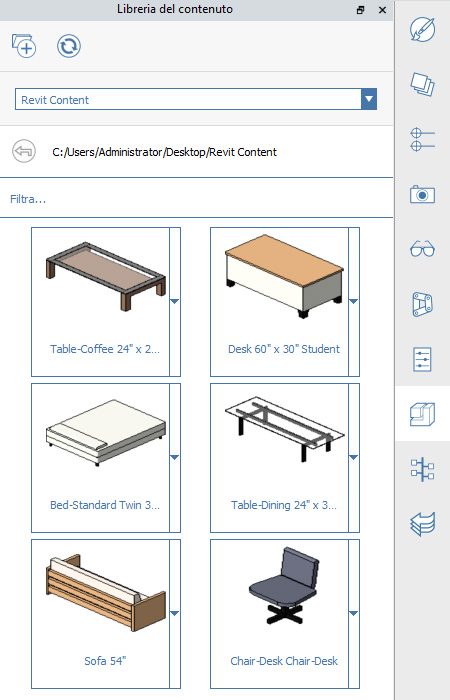 Libreria del contenuto
Revit Content
C:/Users/Administrator/Desktop/Revit Content
Filtra...
Table-Coffee 24" x 2...
Desk 60" x 30" Student
Bed-Standard Twin 3...
Table-Dining 24" x 3...
Sofa 54"
Chair-Desk Chair-Desk